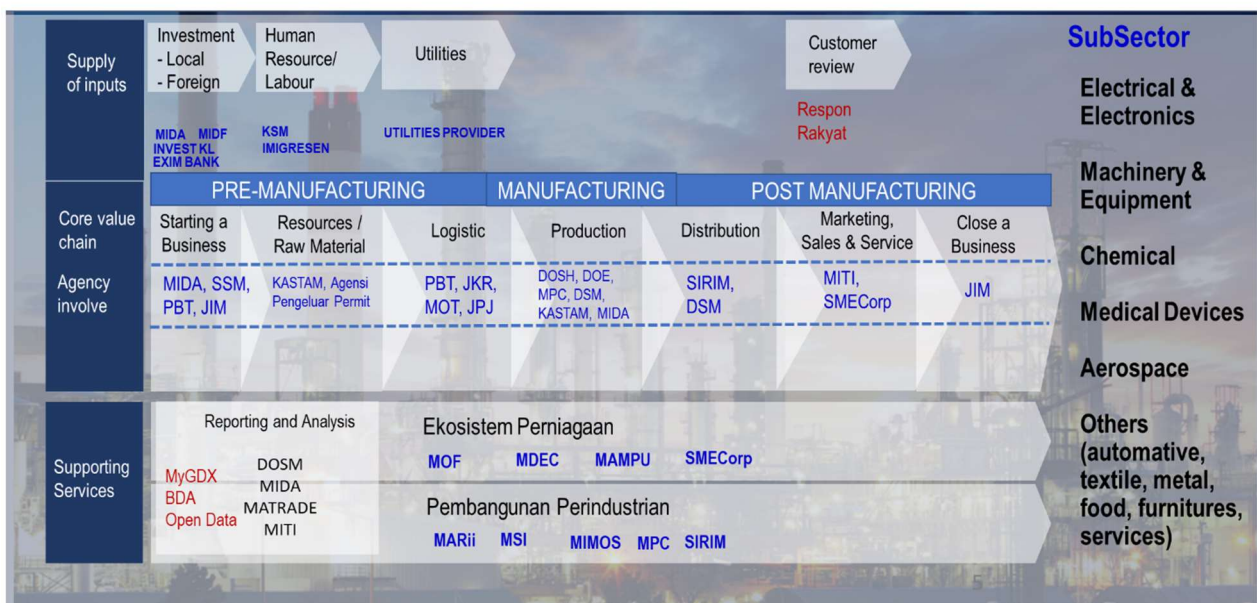 Supply
of inputs
Investment
- Local
- Foreign
Human
Resource/
Labour
Utilities
Customer
review
MIDA MIDF
INVEST KL
EXIM BANK
KSM
IMIGRESEN
UTILITIES PROVIDER
Respon
Rakyat
PRE-MANUFACTURING
MANUFACTURING
POST MANUFACTURING
Core value
chain
Starting a
Business
Resources /
Raw Material
Logistic
Production
Distribution
Marketing,
Sales & Service
Close a
Business
Agency
involve
MIDA, SSM,
PBT, JIM
KASTAM, Agensi
Pengeluar Permit
PBT, JKR,
MOT, JPJ
DOSH, DOE,
MPC, DSM,
KASTAM, MIDA
SIRIM,
DSM
MITI,
SMECorp
JIM
Supporting
Services
Reporting and Analysis
MyGDX
BDA
Open Data
DOSM
MIDA
MATRADE
MITI
Ekosistem Perniagaan
MOF MDEC MAMPU SMECorp
Pembangunan Perindustrian
MARii MSI MIMOS MPC SIRIM
SubSector
Electrical &
Electronics
Machinery &
Equipment
Chemical
Medical Devices
Aerospace
Others
(automative,
textile, metal,
food, furnitures,
services)
5